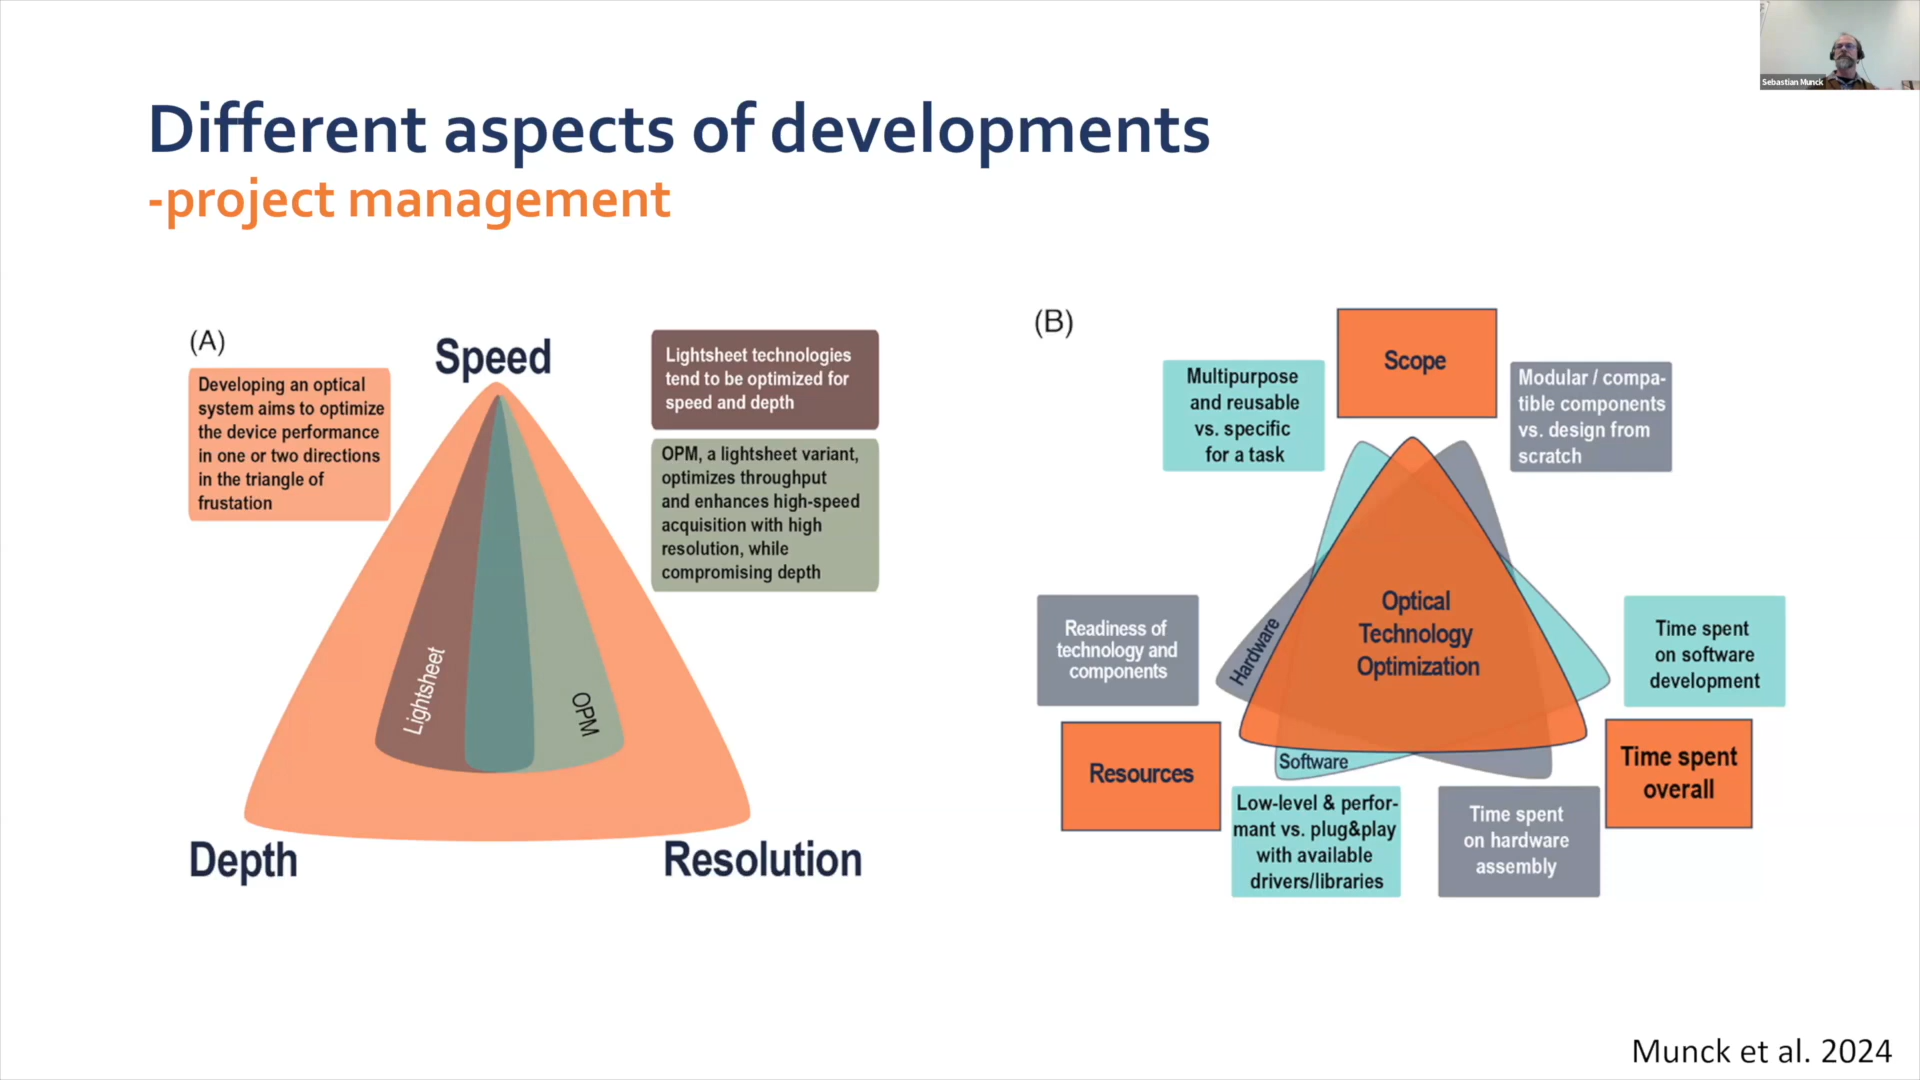 Sebastian Munck
Different aspects of developments
-project management
(A)
Speed
Developing an optical
system aims to optimize
the device performance
in one or two directions
in the triangle of
frustation
Lightsheet technologies
tend to be optimized for
speed and depth
OPM, a lightsheet variant,
optimizes throughput
and enhances high-speed
acquisition with high
resolution, while
compromising depth
Lightsheet
OPM
Depth
Resolution
(B)
Scope
Multipurpose
and reusable
vs. specific
for a task
Modular / compa-
tible components
vs. design from
scratch
Optical
Technology
Optimization
Hardware
Readiness of
technology and
components
Time spent
on software
development
Resources
Software
Time spent
overall
Low-level & perfor-
mant vs. plug&play
with available
drivers/libraries
Time spent
on hardware
assembly
Munck et al. 2024